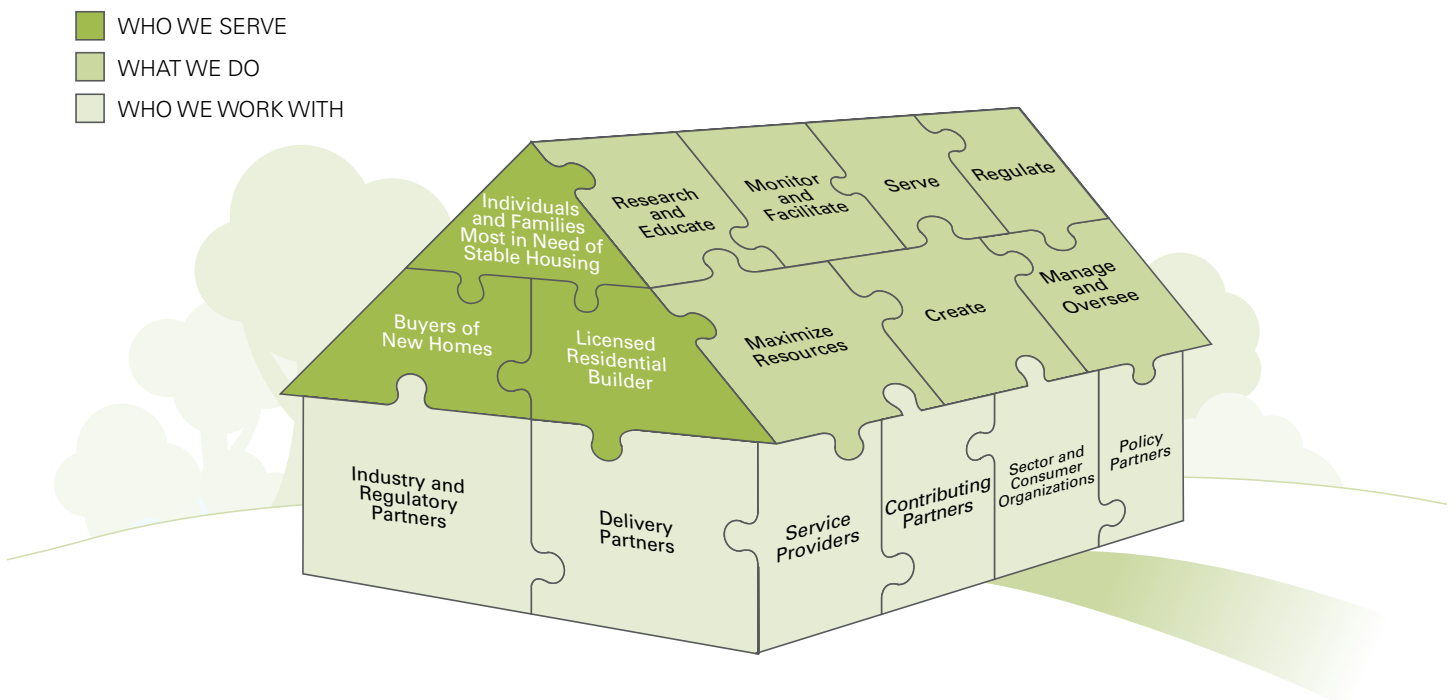 WHO WE SERVE
WHAT WE DO
WHO WE WORK WITH
Individuals
and Families
Most in Need of
Stable Housing
Research
and
Educate
Monitor
and
Facilitate
Serve
Regulate
Buyers of
New Homes
Licensed
Residential
Builder
Maximize
Resources
Create
Manage
and
Oversee
Industry and
Regulatory
Partners
Delivery
Partners
Service
Providers
Contributing
Partners
Sector and
Consumer
Organizations
Policy
Partners